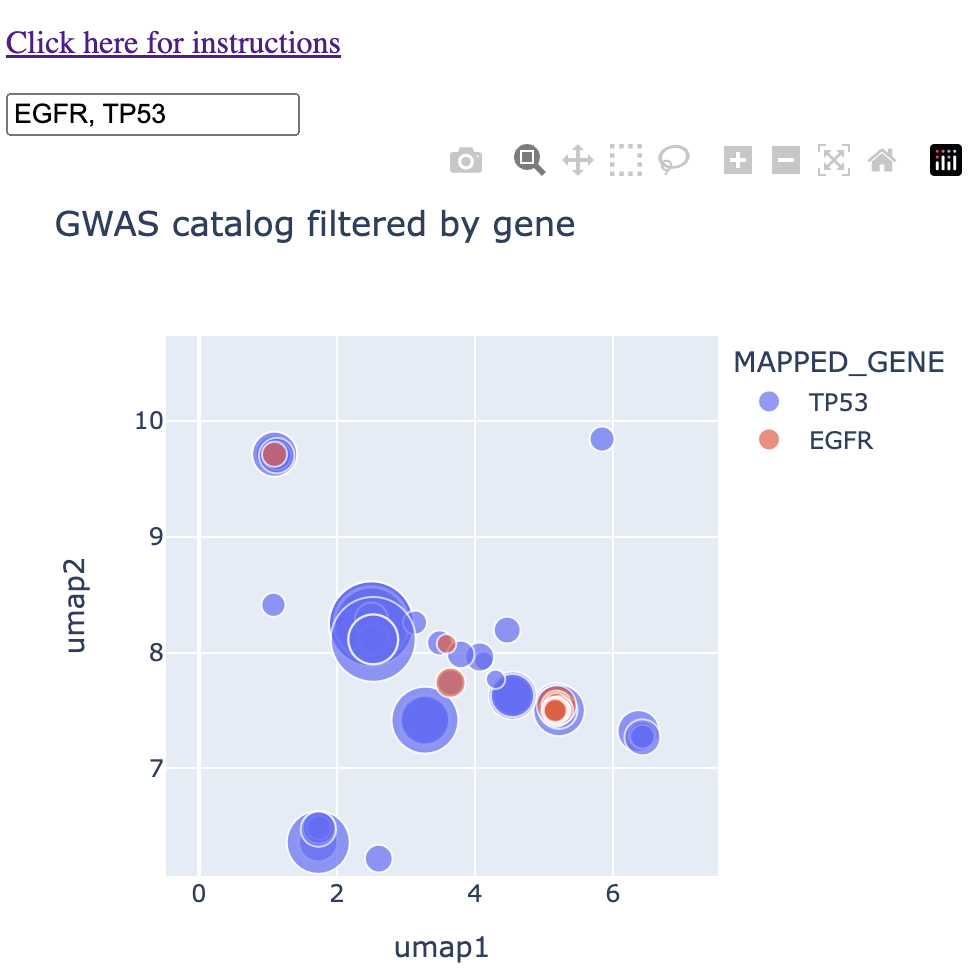 Click here for instructions
EGFR, TP53
GWAS catalog filtered by gene
MAPPED_GENE
TP53
EGFR
10
9
8
7
umap2
0 2 4 6
umap1